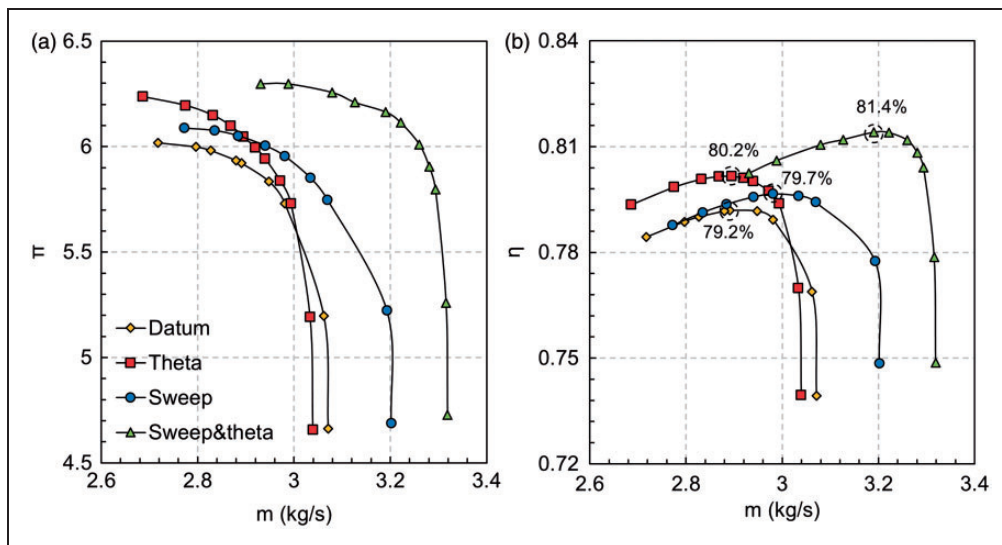 (a)
6.5
6
5.5
5
4.5
π
Datum
Theta
Sweep
Sweep&theta
2.6 2.8 3 3.2 3.4
m (kg/s)
(b)
0.84
0.81
0.78
0.75
0.72
η
81.4%
80.2%
79.7%
79.2%
2.6 2.8 3 3.2 3.4
m (kg/s)